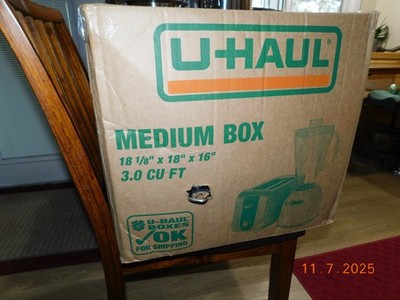 U-HAUL
MEDIUM BOX
18 1/8" x 18" x 16"
3.0 CU FT
U-HAUL
BOXES
OK
FOR SHIPPING
11.7.2025